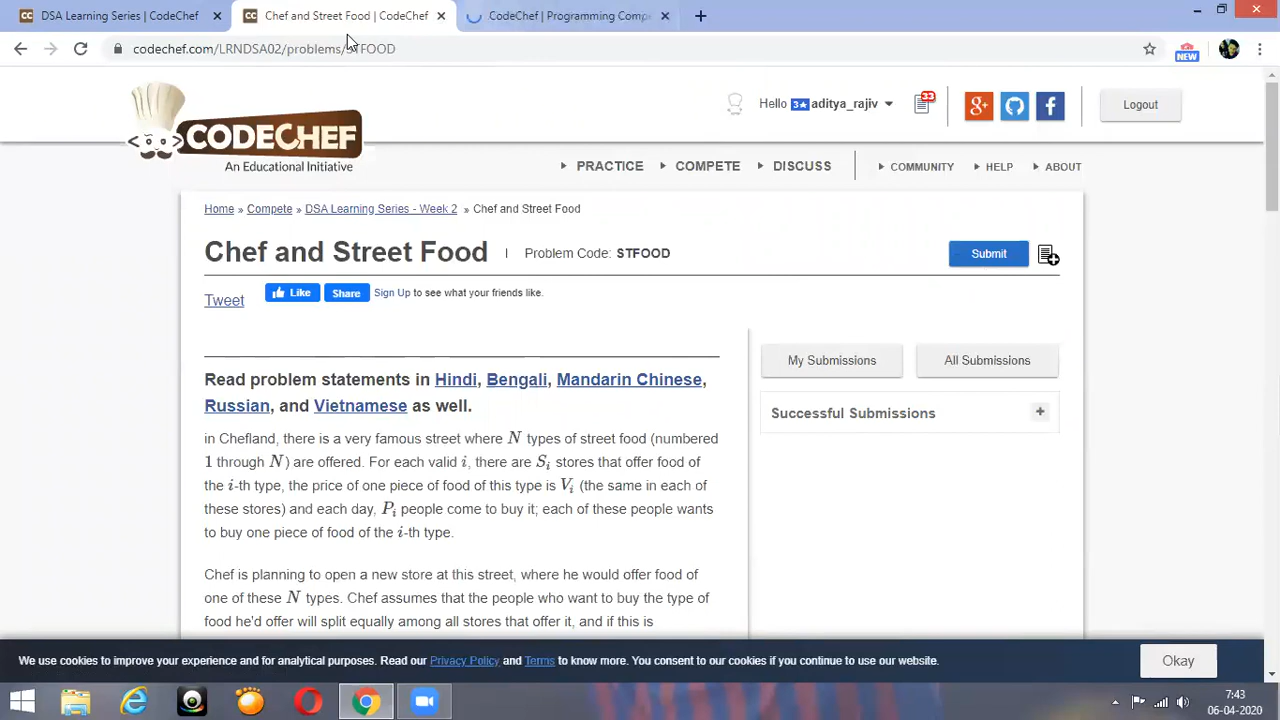 DSA Learning Series | CodeChef
Chef and Street Food | CodeChef
CodeChef | Programming Comp
codechef.com/LRNDSA02/problems/STFOOD
NEW
CODECHEF
An Educational Initiative
Hello 3★ aditya_rajiv
33
Logout
PRACTICE COMPETE DISCUSS COMMUNITY HELP ABOUT
Home » Compete » DSA Learning Series - Week 2 » Chef and Street Food
Chef and Street Food | Problem Code: STFOOD
Submit
Tweet
Like
Share
Sign Up to see what your friends like.
My Submissions
All Submissions
Successful Submissions
Read problem statements in Hindi, Bengali, Mandarin Chinese,
Russian, and Vietnamese as well.
in Chefland, there is a very famous street where N types of street food (numbered
1 through N) are offered. For each valid i, there are Si stores that offer food of
the i-th type, the price of one piece of food of this type is Vi (the same in each of
these stores) and each day, Pi people come to buy it; each of these people wants
to buy one piece of food of the i-th type.
Chef is planning to open a new store at this street, where he would offer food of
one of these N types. Chef assumes that the people who want to buy the type of
food he'd offer will split equally among all stores that offer it, and if this is
We use cookies to improve your experience and for analytical purposes. Read our Privacy Policy and Terms to know more. You consent to our cookies if you continue to use our website.
Okay
7:43
06-04-2020